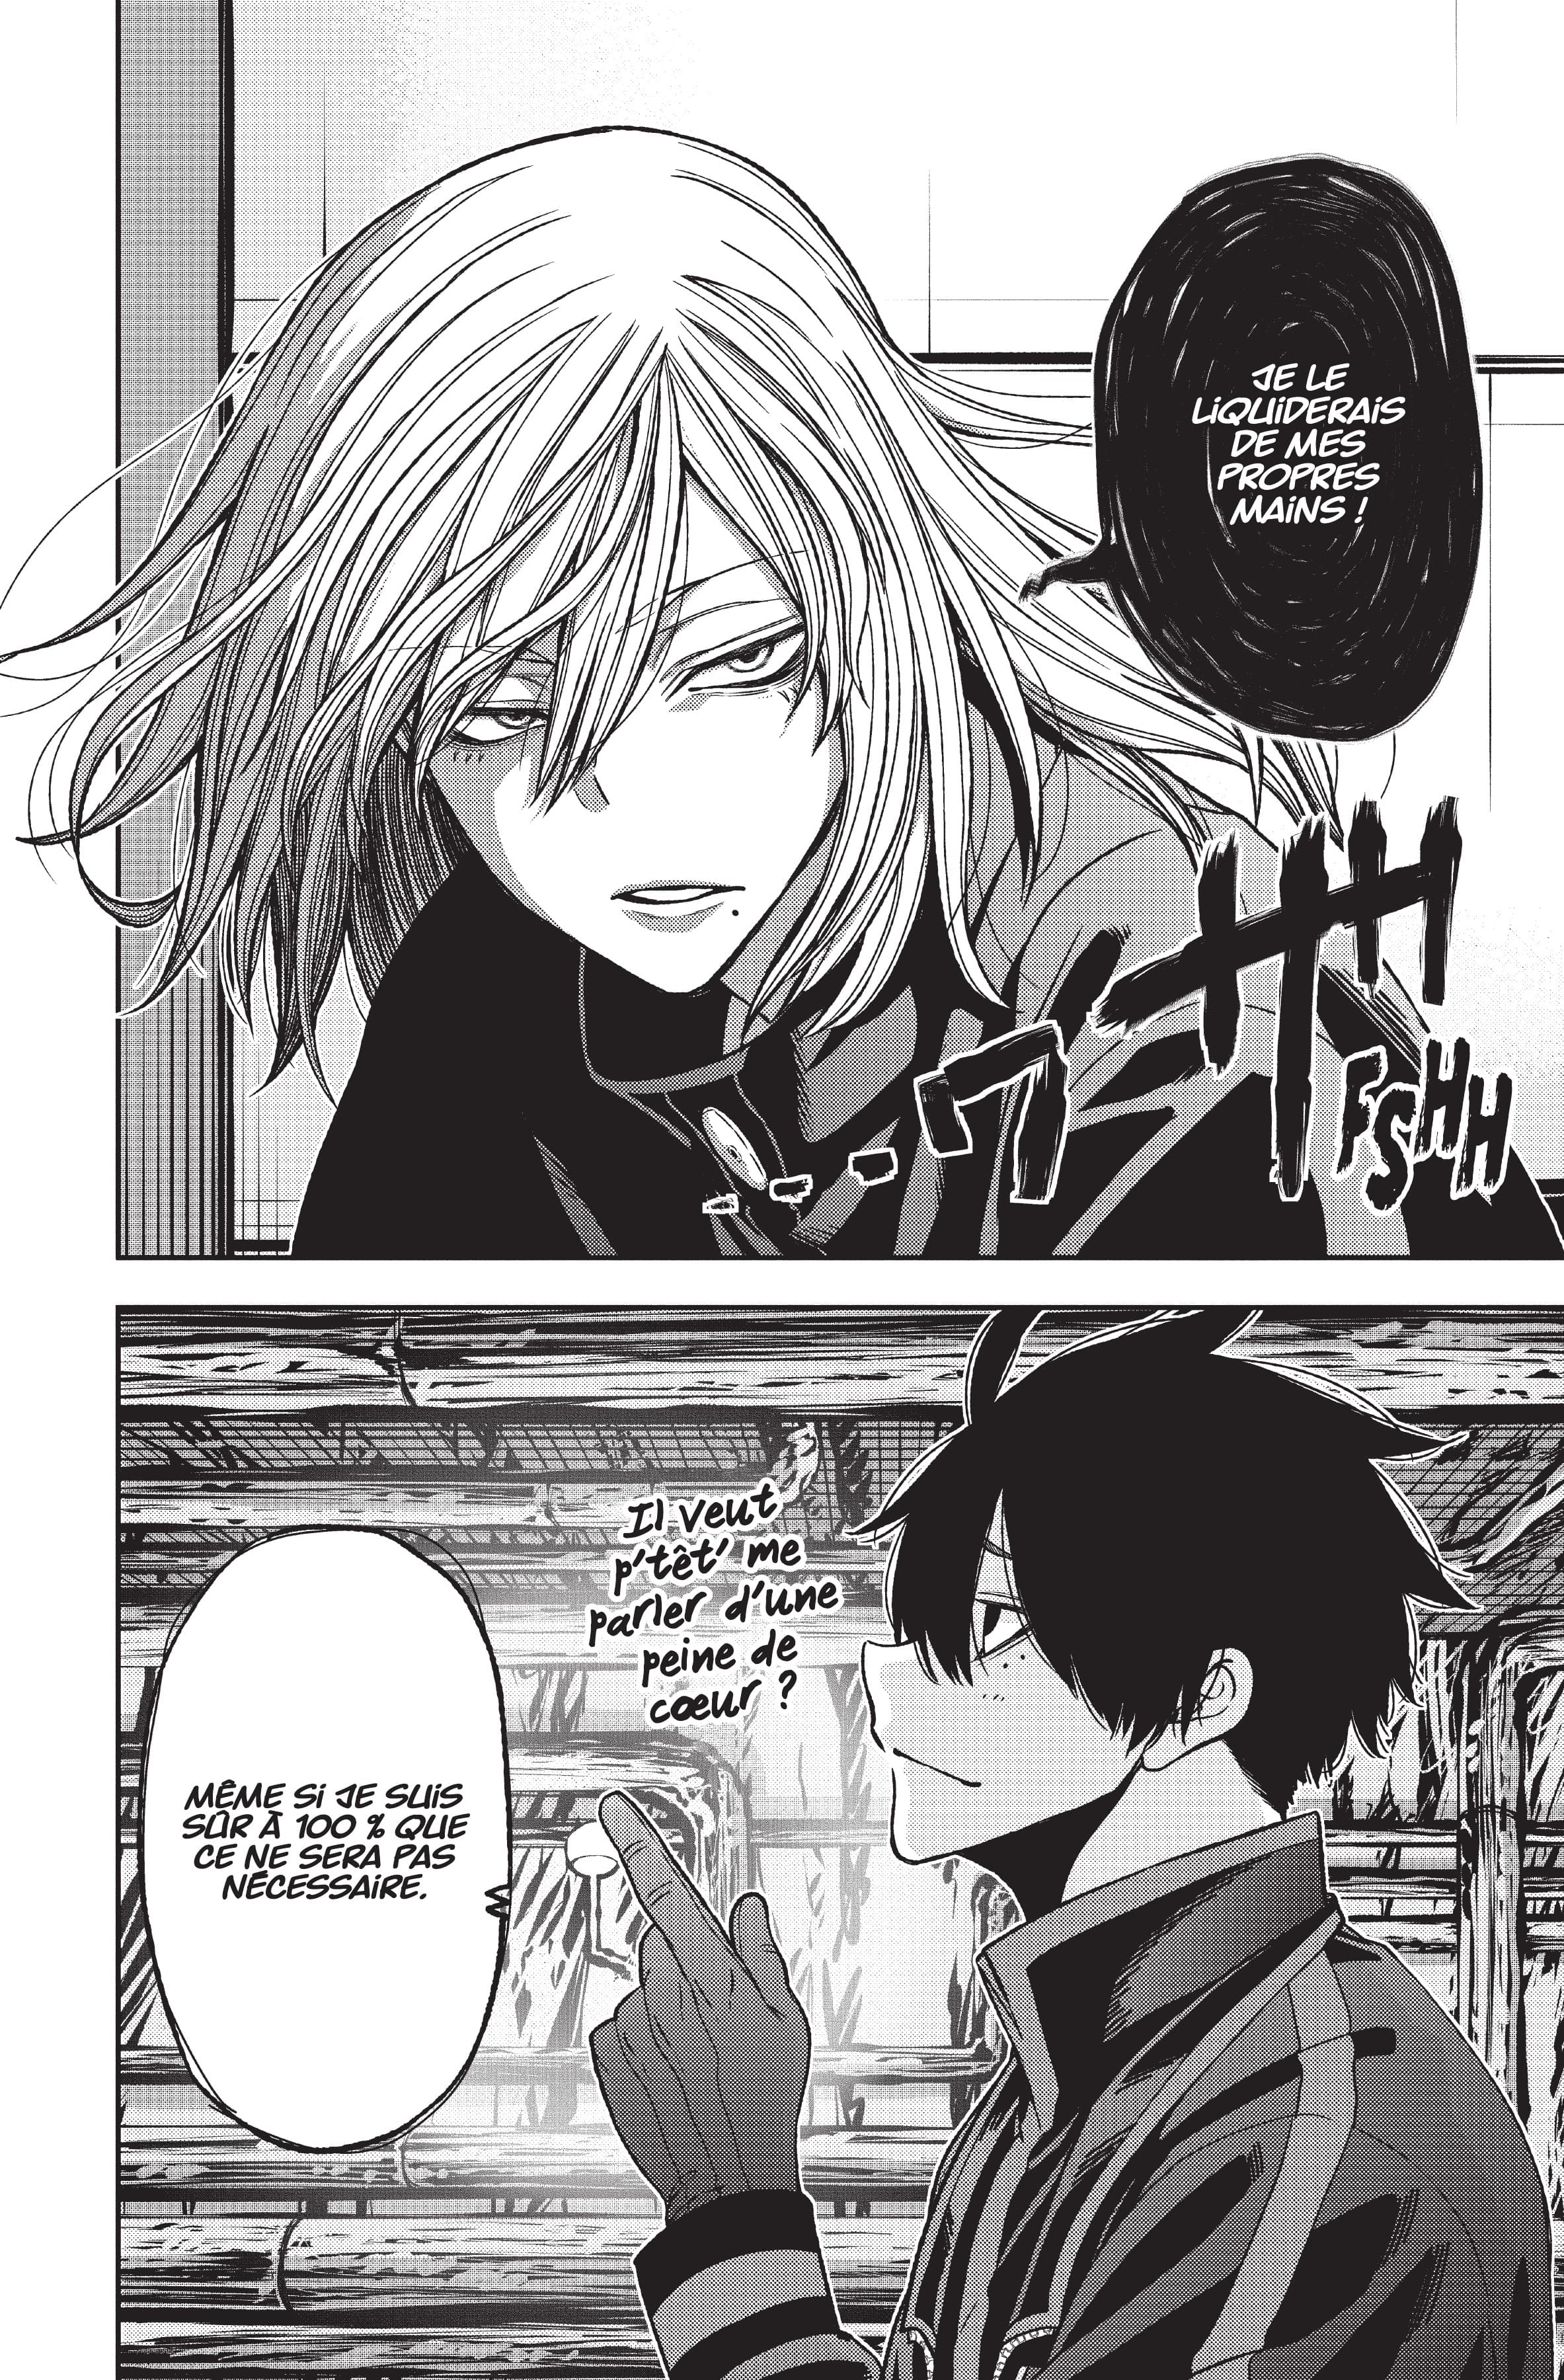 JE LE
LIQUIDERAIS
DE MES
PROPRES
MAINS !
FSHH
Il veut
p'têt' me
parler d'une
peine de
cœur ?
MÊME SI JE SUIS
SÛR À 100 % QUE
CE NE SERA PAS
NÉCESSAIRE.